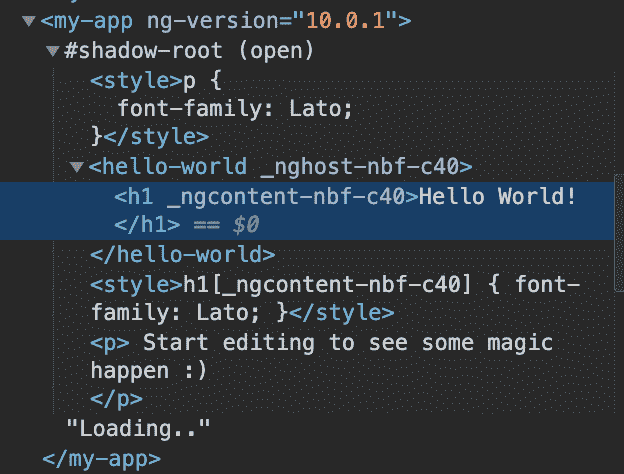 <my-app ng-version="10.0.1">
#shadow-root (open)
<style>p {
font-family: Lato;
}</style>
<hello-world _nghost-nbf-c40>
<h1 _ngcontent-nbf-c40>Hello World!
</h1> == $0
</hello-world>
<style>h1[_ngcontent-nbf-c40] { font-
family: Lato; }</style>
<p> Start editing to see some magic
happen :)
</p>
"Loading.."
</my-app>